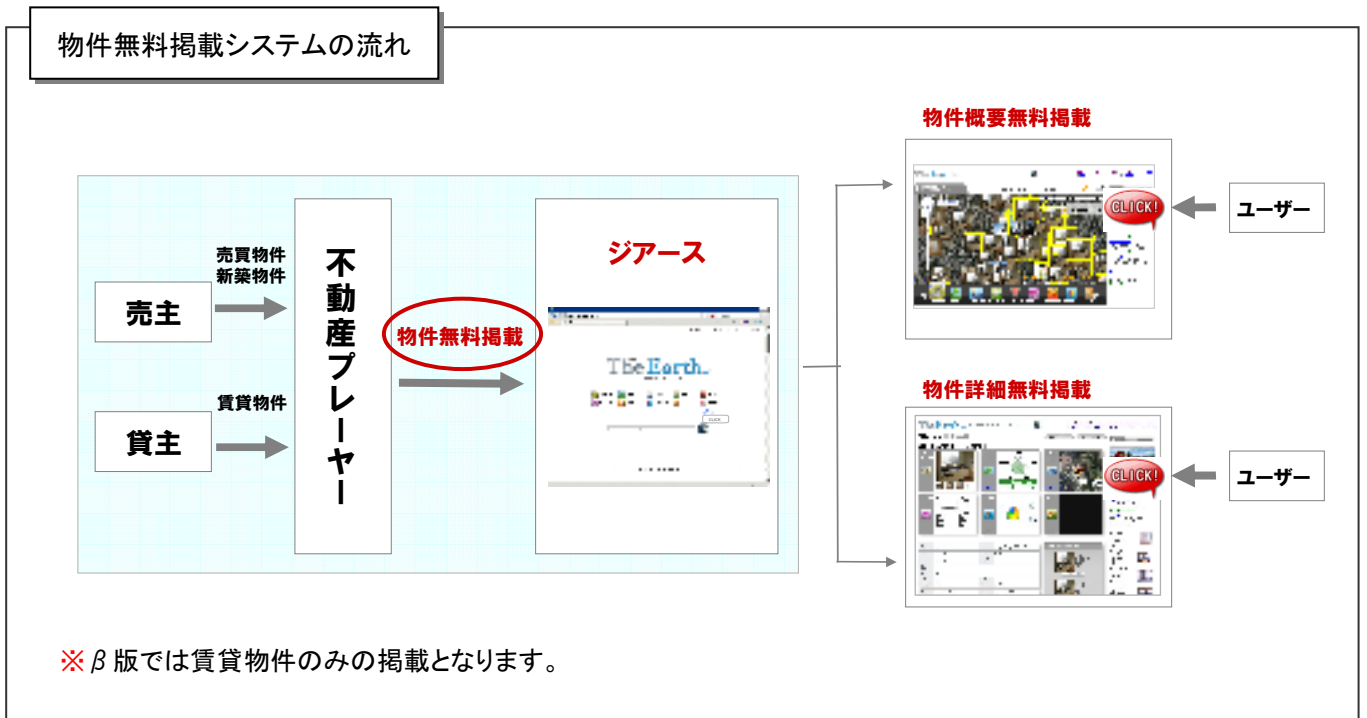 物件無料掲載システムの流れ
物件概要無料掲載
CLICK!
ユーザー
売買物件
新築物件
売主
不動産プレーヤー
物件無料掲載
ジアース
The Earth
CLICK
賃貸物件
貸主
物件詳細無料掲載
The Earth
CLICK!
ユーザー
※β版では賃貸物件のみの掲載となります。